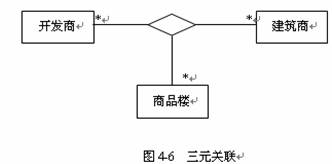 开发商↵ * ↵ * ↵ 建筑商↵
* ↵
商品楼↵
图 4-6 三元关联↵